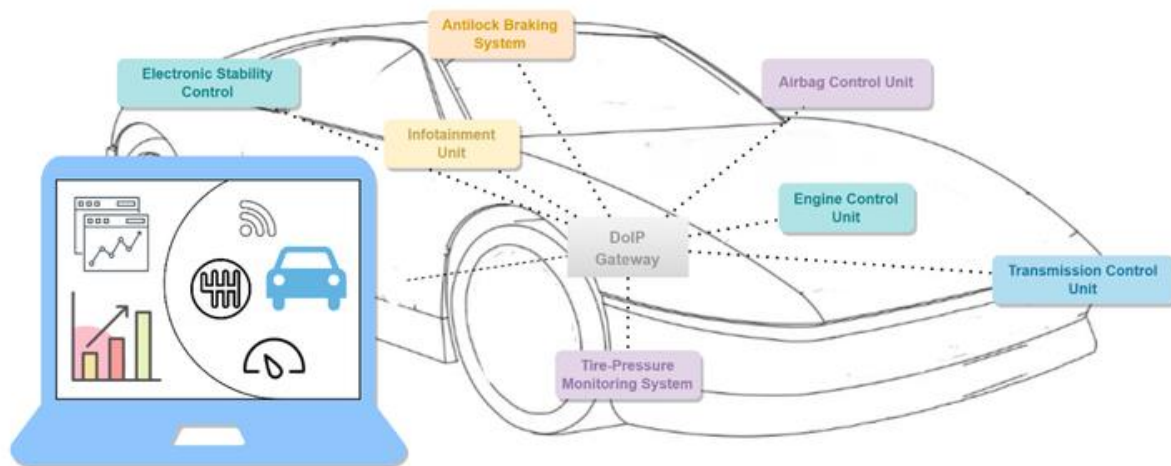 Antilock Braking
System
Electronic Stability
Control
Airbag Control Unit
Infotainment
Unit
Engine Control
Unit
DoIP
Gateway
Transmission Control
Unit
Tire-Pressure
Monitoring System